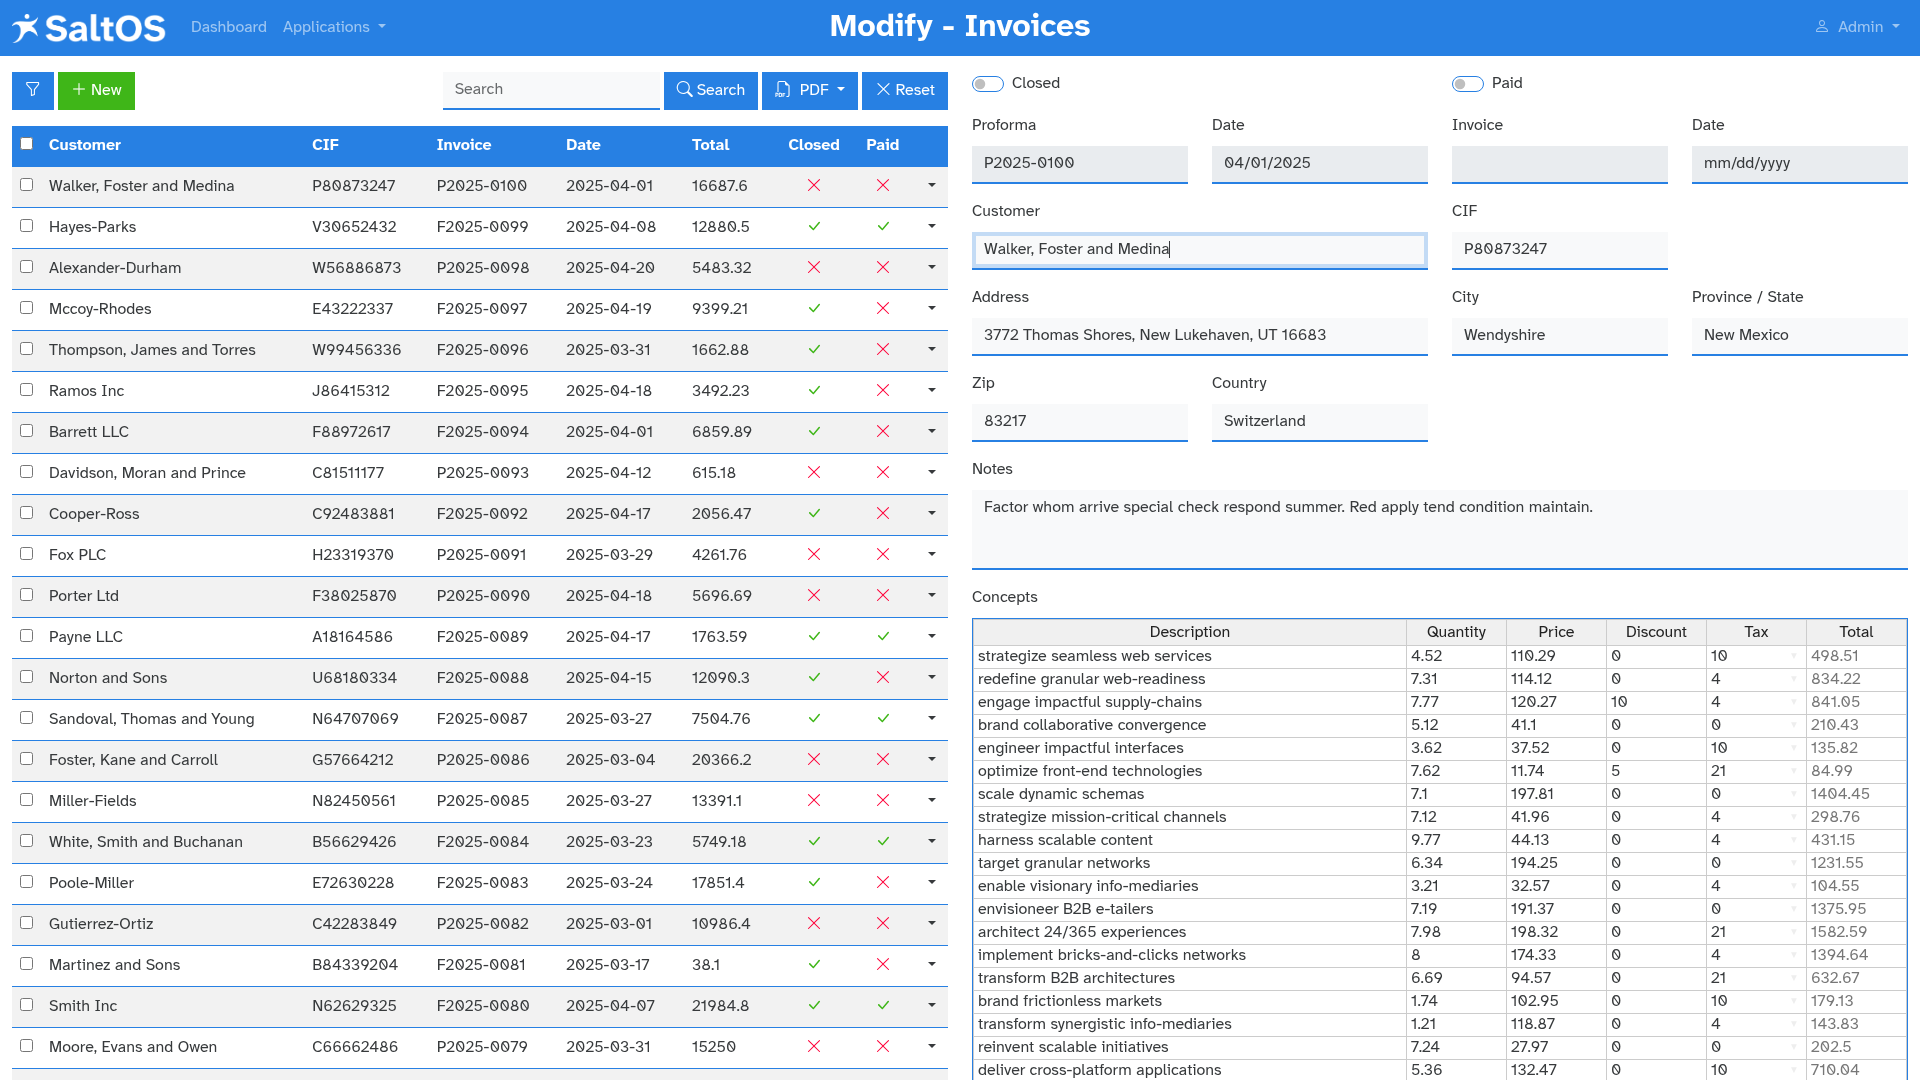 SaltOS Dashboard Applications Modify - Invoices Admin
New Search Search PDF Reset
Customer CIF Invoice Date Total Closed Paid
Walker, Foster and Medina P80873247 P2025-0100 2025-04-01 16687.6
Hayes-Parks V30652432 F2025-0099 2025-04-08 12880.5
Alexander-Durham W56886873 P2025-0098 2025-04-20 5483.32
Mccoy-Rhodes E43222337 F2025-0097 2025-04-19 9399.21
Thompson, James and Torres W99456336 F2025-0096 2025-03-31 1662.88
Ramos Inc J86415312 F2025-0095 2025-04-18 3492.23
Barrett LLC F88972617 F2025-0094 2025-04-01 6859.89
Davidson, Moran and Prince C81511177 P2025-0093 2025-04-12 615.18
Cooper-Ross C92483881 F2025-0092 2025-04-17 2056.47
Fox PLC H23319370 P2025-0091 2025-03-29 4261.76
Porter Ltd F38025870 P2025-0090 2025-04-18 5696.69
Payne LLC A18164586 F2025-0089 2025-04-17 1763.59
Norton and Sons U68180334 F2025-0088 2025-04-15 12090.3
Sandoval, Thomas and Young N64707069 F2025-0087 2025-03-27 7504.76
Foster, Kane and Carroll G57664212 P2025-0086 2025-03-04 20366.2
Miller-Fields N82450561 P2025-0085 2025-03-27 13391.1
White, Smith and Buchanan B56629426 F2025-0084 2025-03-23 5749.18
Poole-Miller E72630228 F2025-0083 2025-03-24 17851.4
Gutierrez-Ortiz C42283849 P2025-0082 2025-03-01 10986.4
Martinez and Sons B84339204 F2025-0081 2025-03-17 38.1
Smith Inc N62629325 F2025-0080 2025-04-07 21984.8
Moore, Evans and Owen C66662486 P2025-0079 2025-03-31 15250
Closed Paid
Proforma Date Invoice Date
P2025-0100 04/01/2025 mm/dd/yyyy
Customer CIF
Walker, Foster and Medina P80873247
Address City Province / State
3772 Thomas Shores, New Lukehaven, UT 16683 Wendyshire New Mexico
Zip Country
83217 Switzerland
Notes
Factor whom arrive special check respond summer. Red apply tend condition maintain.
Concepts
Description Quantity Price Discount Tax Total
strategize seamless web services 4.52 110.29 0 10 498.51
redefine granular web-readiness 7.31 114.12 0 4 834.22
engage impactful supply-chains 7.77 120.27 10 4 841.05
brand collaborative convergence 5.12 41.1 0 0 210.43
engineer impactful interfaces 3.62 37.52 0 10 135.82
optimize front-end technologies 7.62 11.74 5 21 84.99
scale dynamic schemas 7.1 197.81 0 0 1404.45
strategize mission-critical channels 7.12 41.96 0 4 298.76
harness scalable content 9.77 44.13 0 4 431.15
target granular networks 6.34 194.25 0 0 1231.55
enable visionary info-mediaries 3.21 32.57 0 4 104.55
envisioneer B2B e-tailers 7.19 191.37 0 0 1375.95
architect 24/365 experiences 7.98 198.32 0 21 1582.59
implement bricks-and-clicks networks 8 174.33 0 4 1394.64
transform B2B architectures 6.69 94.57 0 21 632.67
brand frictionless markets 1.74 102.95 0 10 179.13
transform synergistic info-mediaries 1.21 118.87 0 4 143.83
reinvent scalable initiatives 7.24 27.97 0 0 202.5
deliver cross-platform applications 5.36 132.47 0 10 710.04